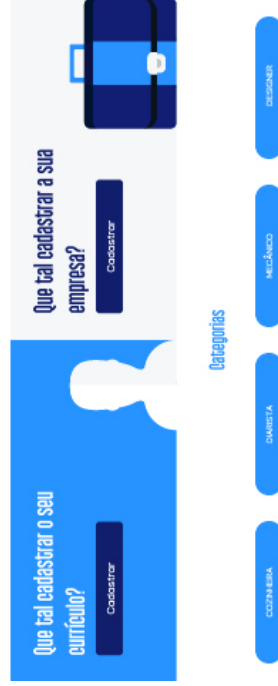 Que tal cadastrar o seu
currículo?
Cadastrar
Que tal cadastrar a sua
empresa?
Cadastrar
Categorias
COZINHEIRA
DIARISTA
MECÂNICO
DESIGNER